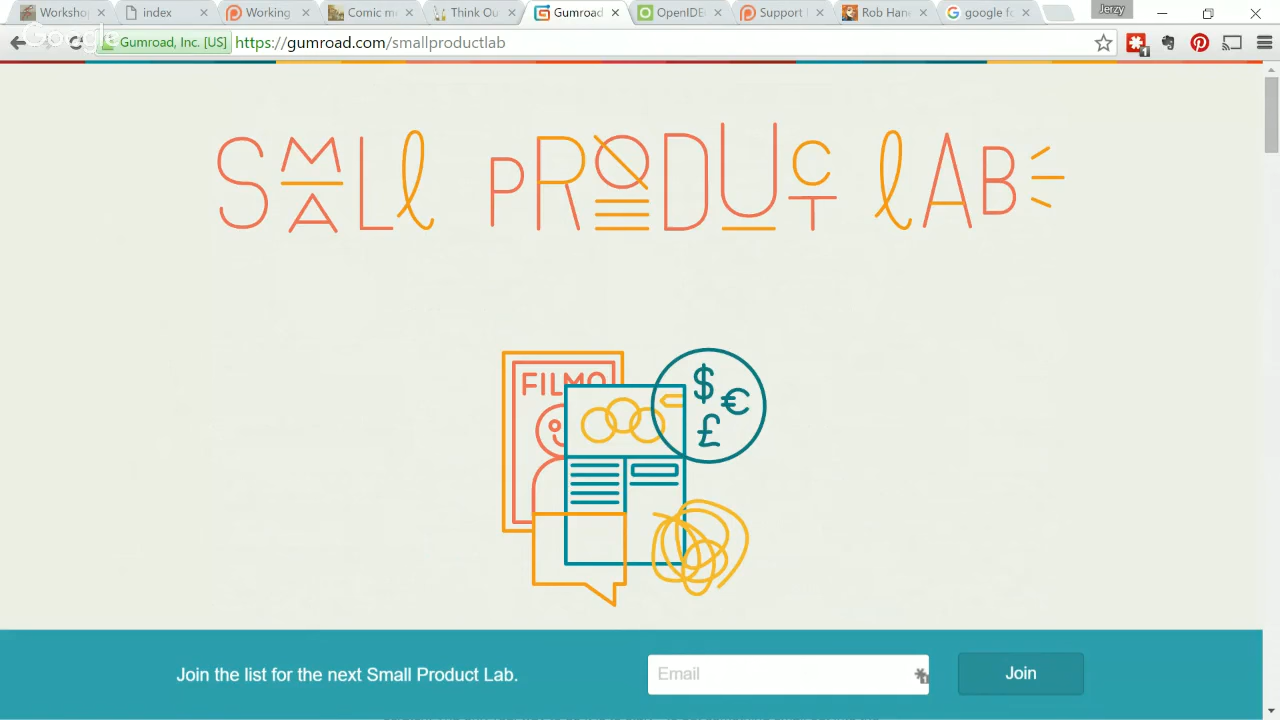 Workshop
index
Working
Comic m
Think Ou
Gumroad
OpenIDE
Support
Rob Han
google fo
Jerzy
Google
Gumroad, Inc. [US]
https://gumroad.com/smallproductlab
SMALL PRODUCT LAB
FILMO
$ € £
Join the list for the next Small Product Lab.
Email
Join